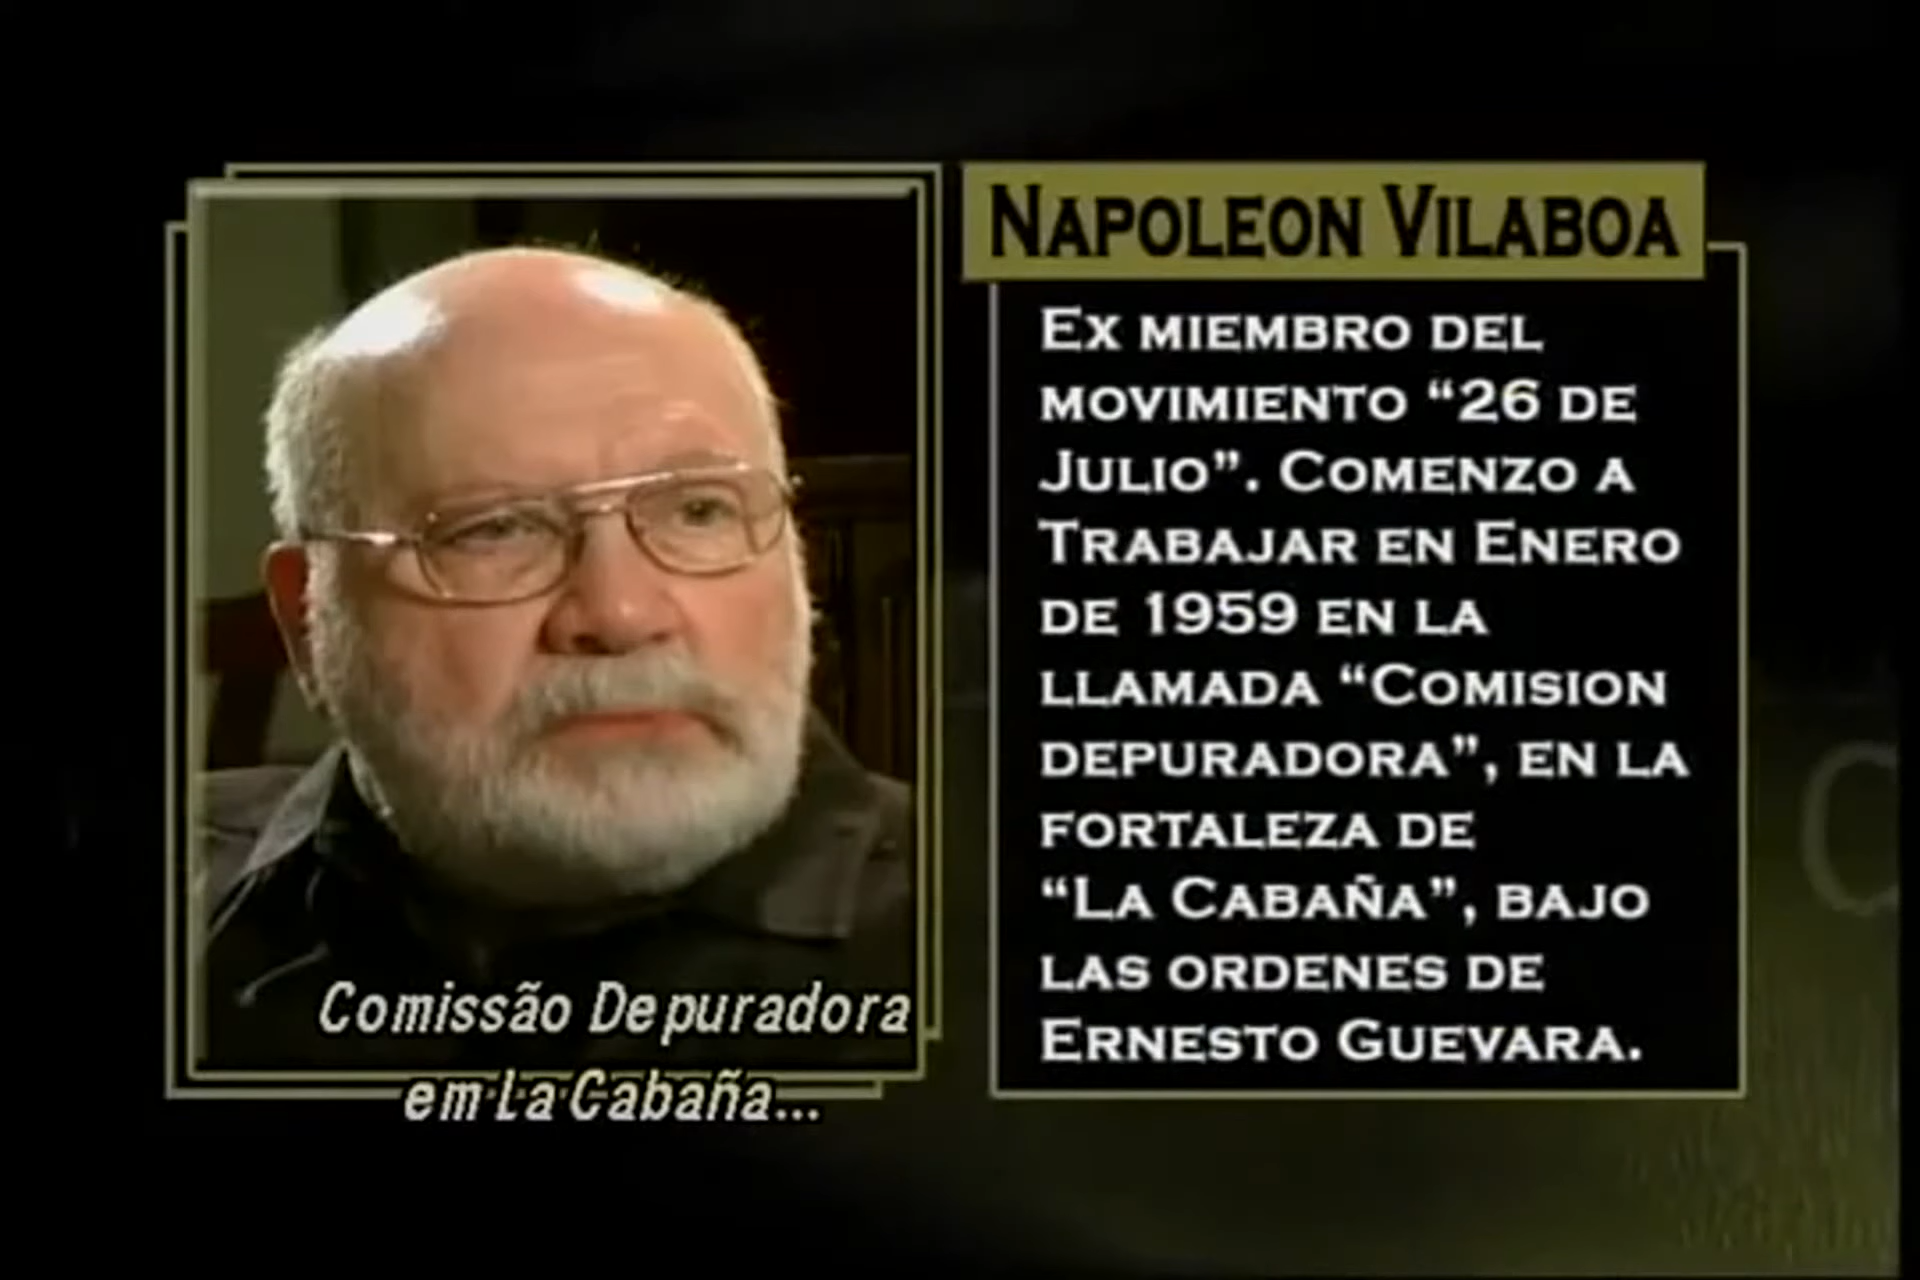 NAPOLEON VILABOA
EX MIEMBRO DEL
MOVIMIENTO “26 DE
JULIO”. COMENZO A
TRABAJAR EN ENERO
DE 1959 EN LA
LLAMADA “COMISION
DEPURADORA”, EN LA
FORTALEZA DE
“LA CABAÑA”, BAJO
LAS ORDENES DE
ERNESTO GUEVARA.
Comissão Depuradora
em La Cabaña...